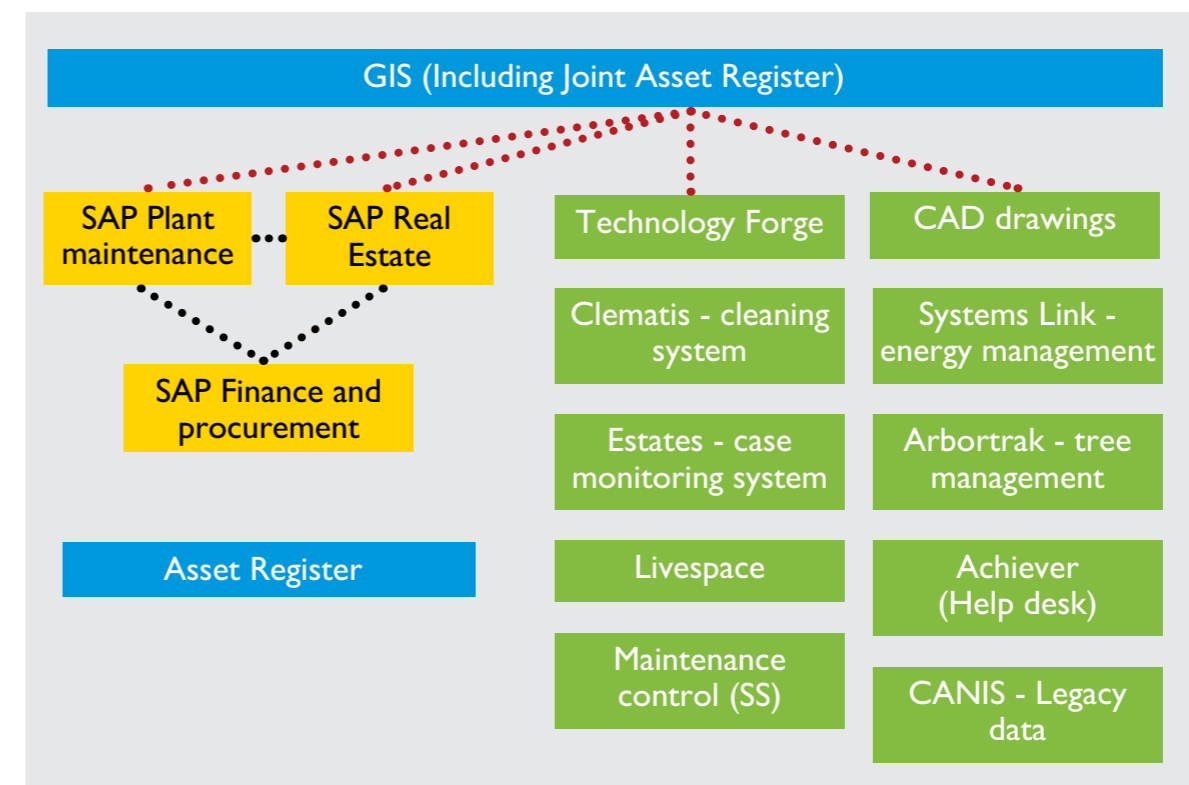 GIS (Including Joint Asset Register)
SAP Plant
maintenance
SAP Real
Estate
SAP Finance and
procurement
Asset Register
Technology Forge
Clematis - cleaning
system
Estates - case
monitoring system
Livespace
Maintenance
control (SS)
CAD drawings
Systems Link -
energy management
Arbortrak - tree
management
Achiever
(Help desk)
CANIS - Legacy
data